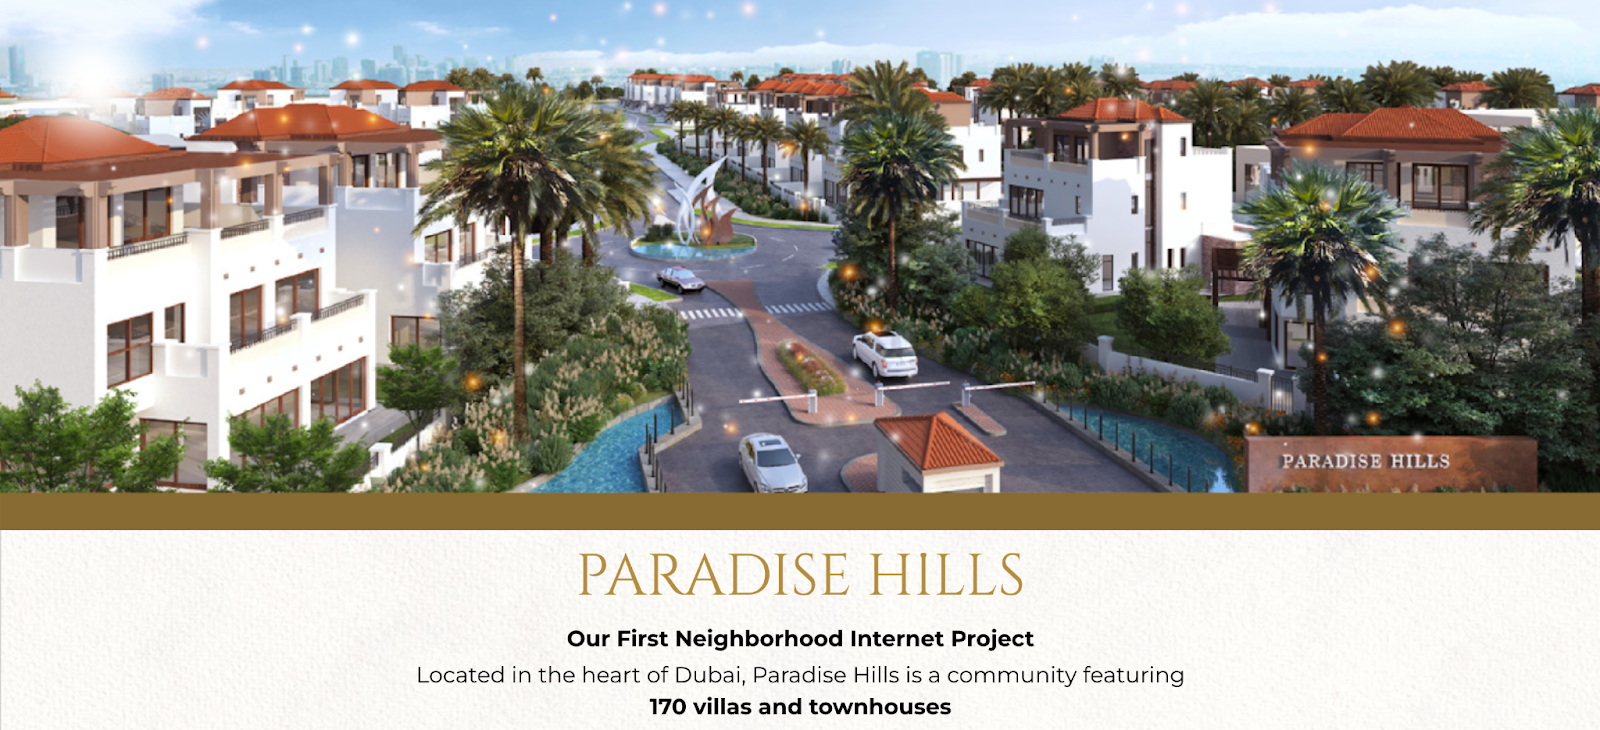 PARADISE HILLS
PARADISE HILLS
Our First Neighborhood Internet Project
Located in the heart of Dubai, Paradise Hills is a community featuring
170 villas and townhouses